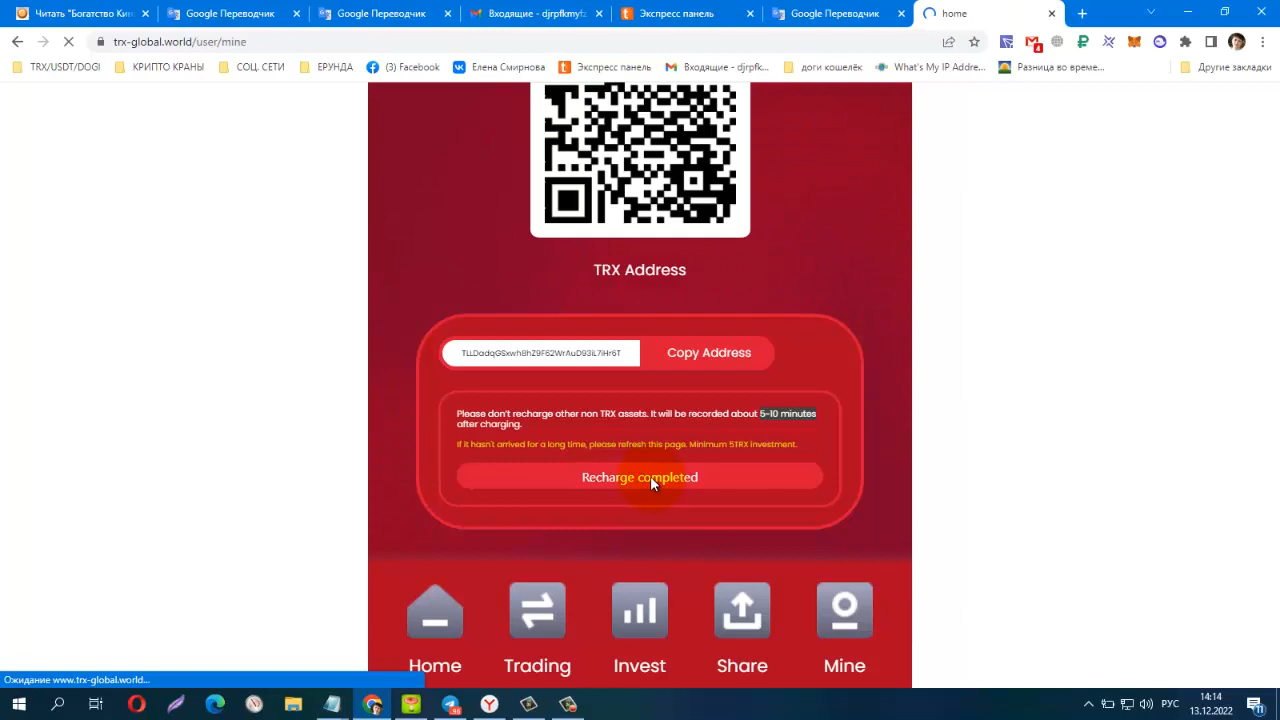 Читать "Богатство Ки
Google Переводчик
Google Переводчик
Входящие - djrpfkmyfz
Экспресс панель
Google Переводчик
home
trx-global.world/user/mine
TRX/USDT/DOGI
КРИПТО КРАНЫ
СОЦ. СЕТИ
ЕРУНДА
(3) Facebook
Елена Смирнова
Экспресс панель
Входящие - djrpfk...
доги кошелёк
What's My IP Addre...
Разница во време...
Другие закладки
TRX Address
Copy Address
Please don't recharge other non TRX assets. It will be recorded about 5-10 minutes
after charging.
If it hasn't arrived for a long time, please refresh this page. Minimum 5TRX investment.
Recharge completed
Home
Trading
Invest
Share
Mine
Ожидание www.trx-global.world...
РУС
14:14
13.12.2022